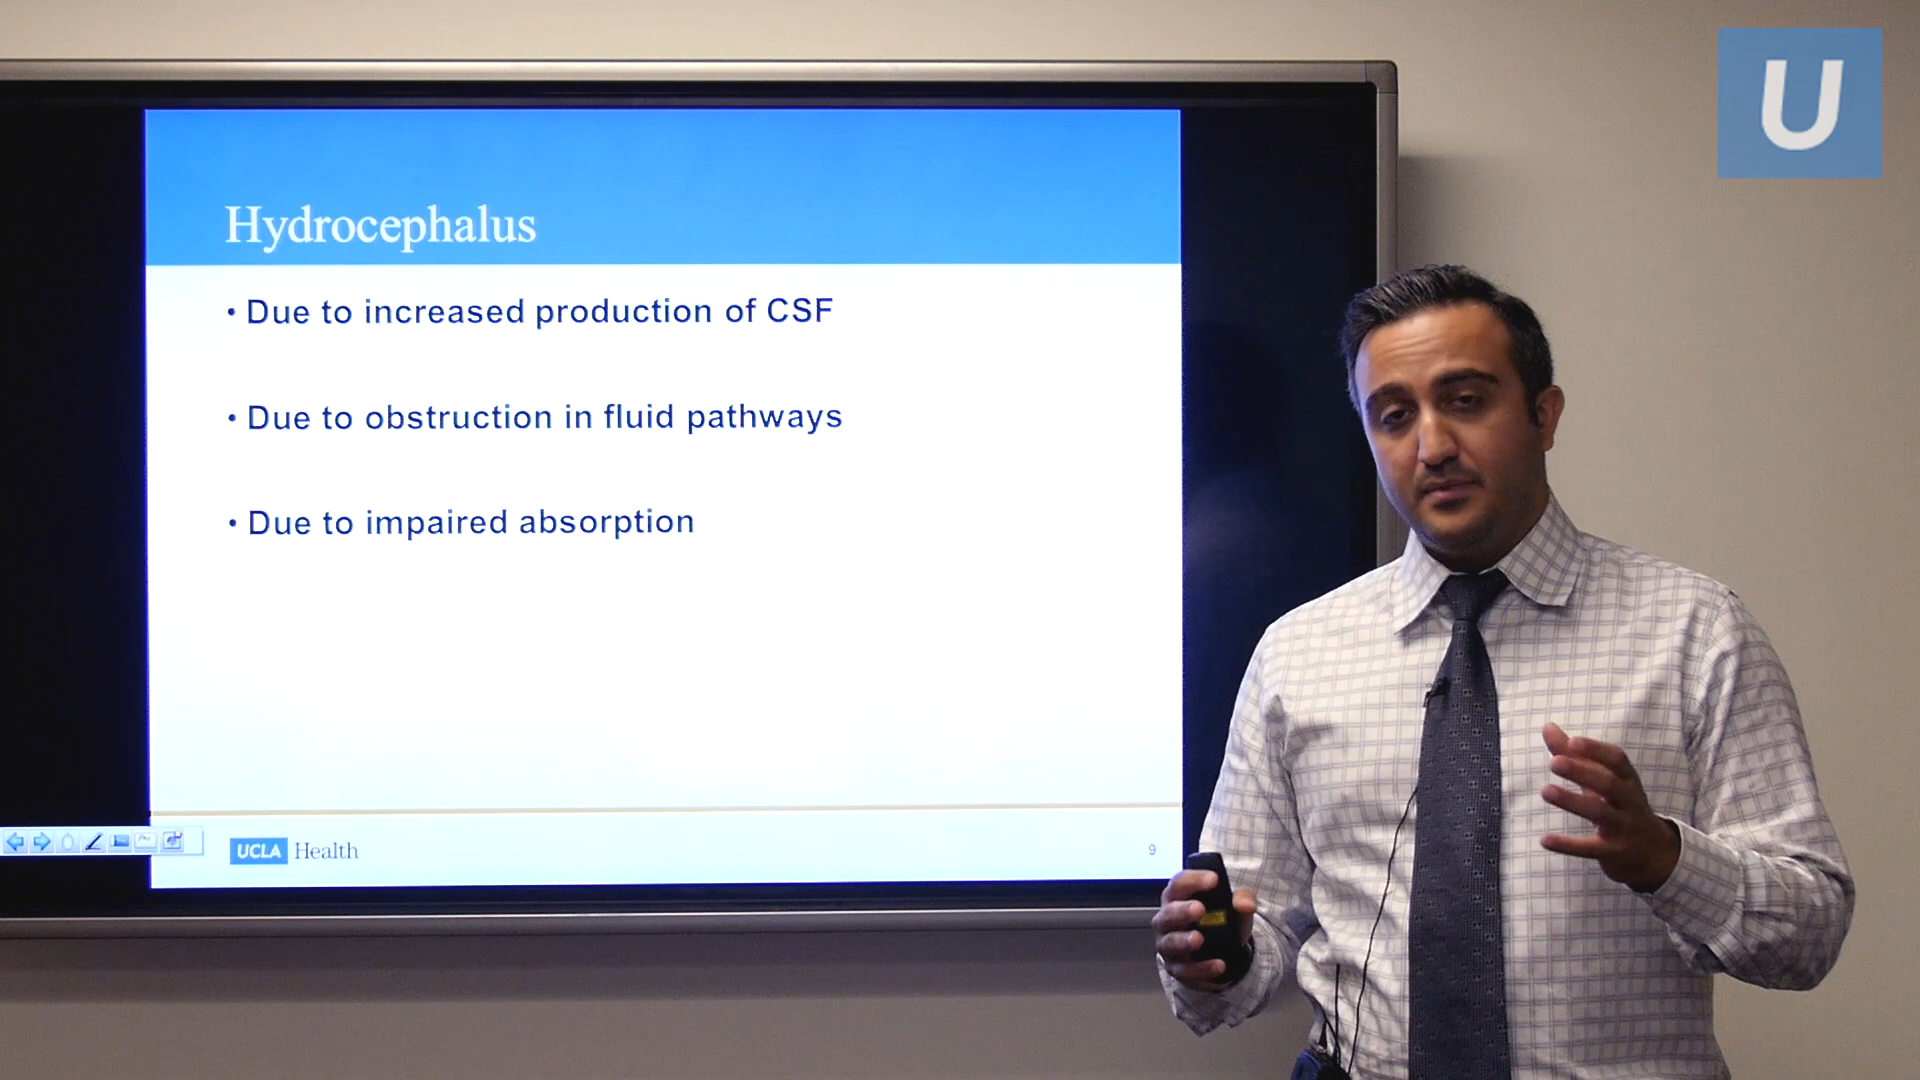 U
Hydrocephalus
• Due to increased production of CSF
• Due to obstruction in fluid pathways
• Due to impaired absorption
UCLA Health
9